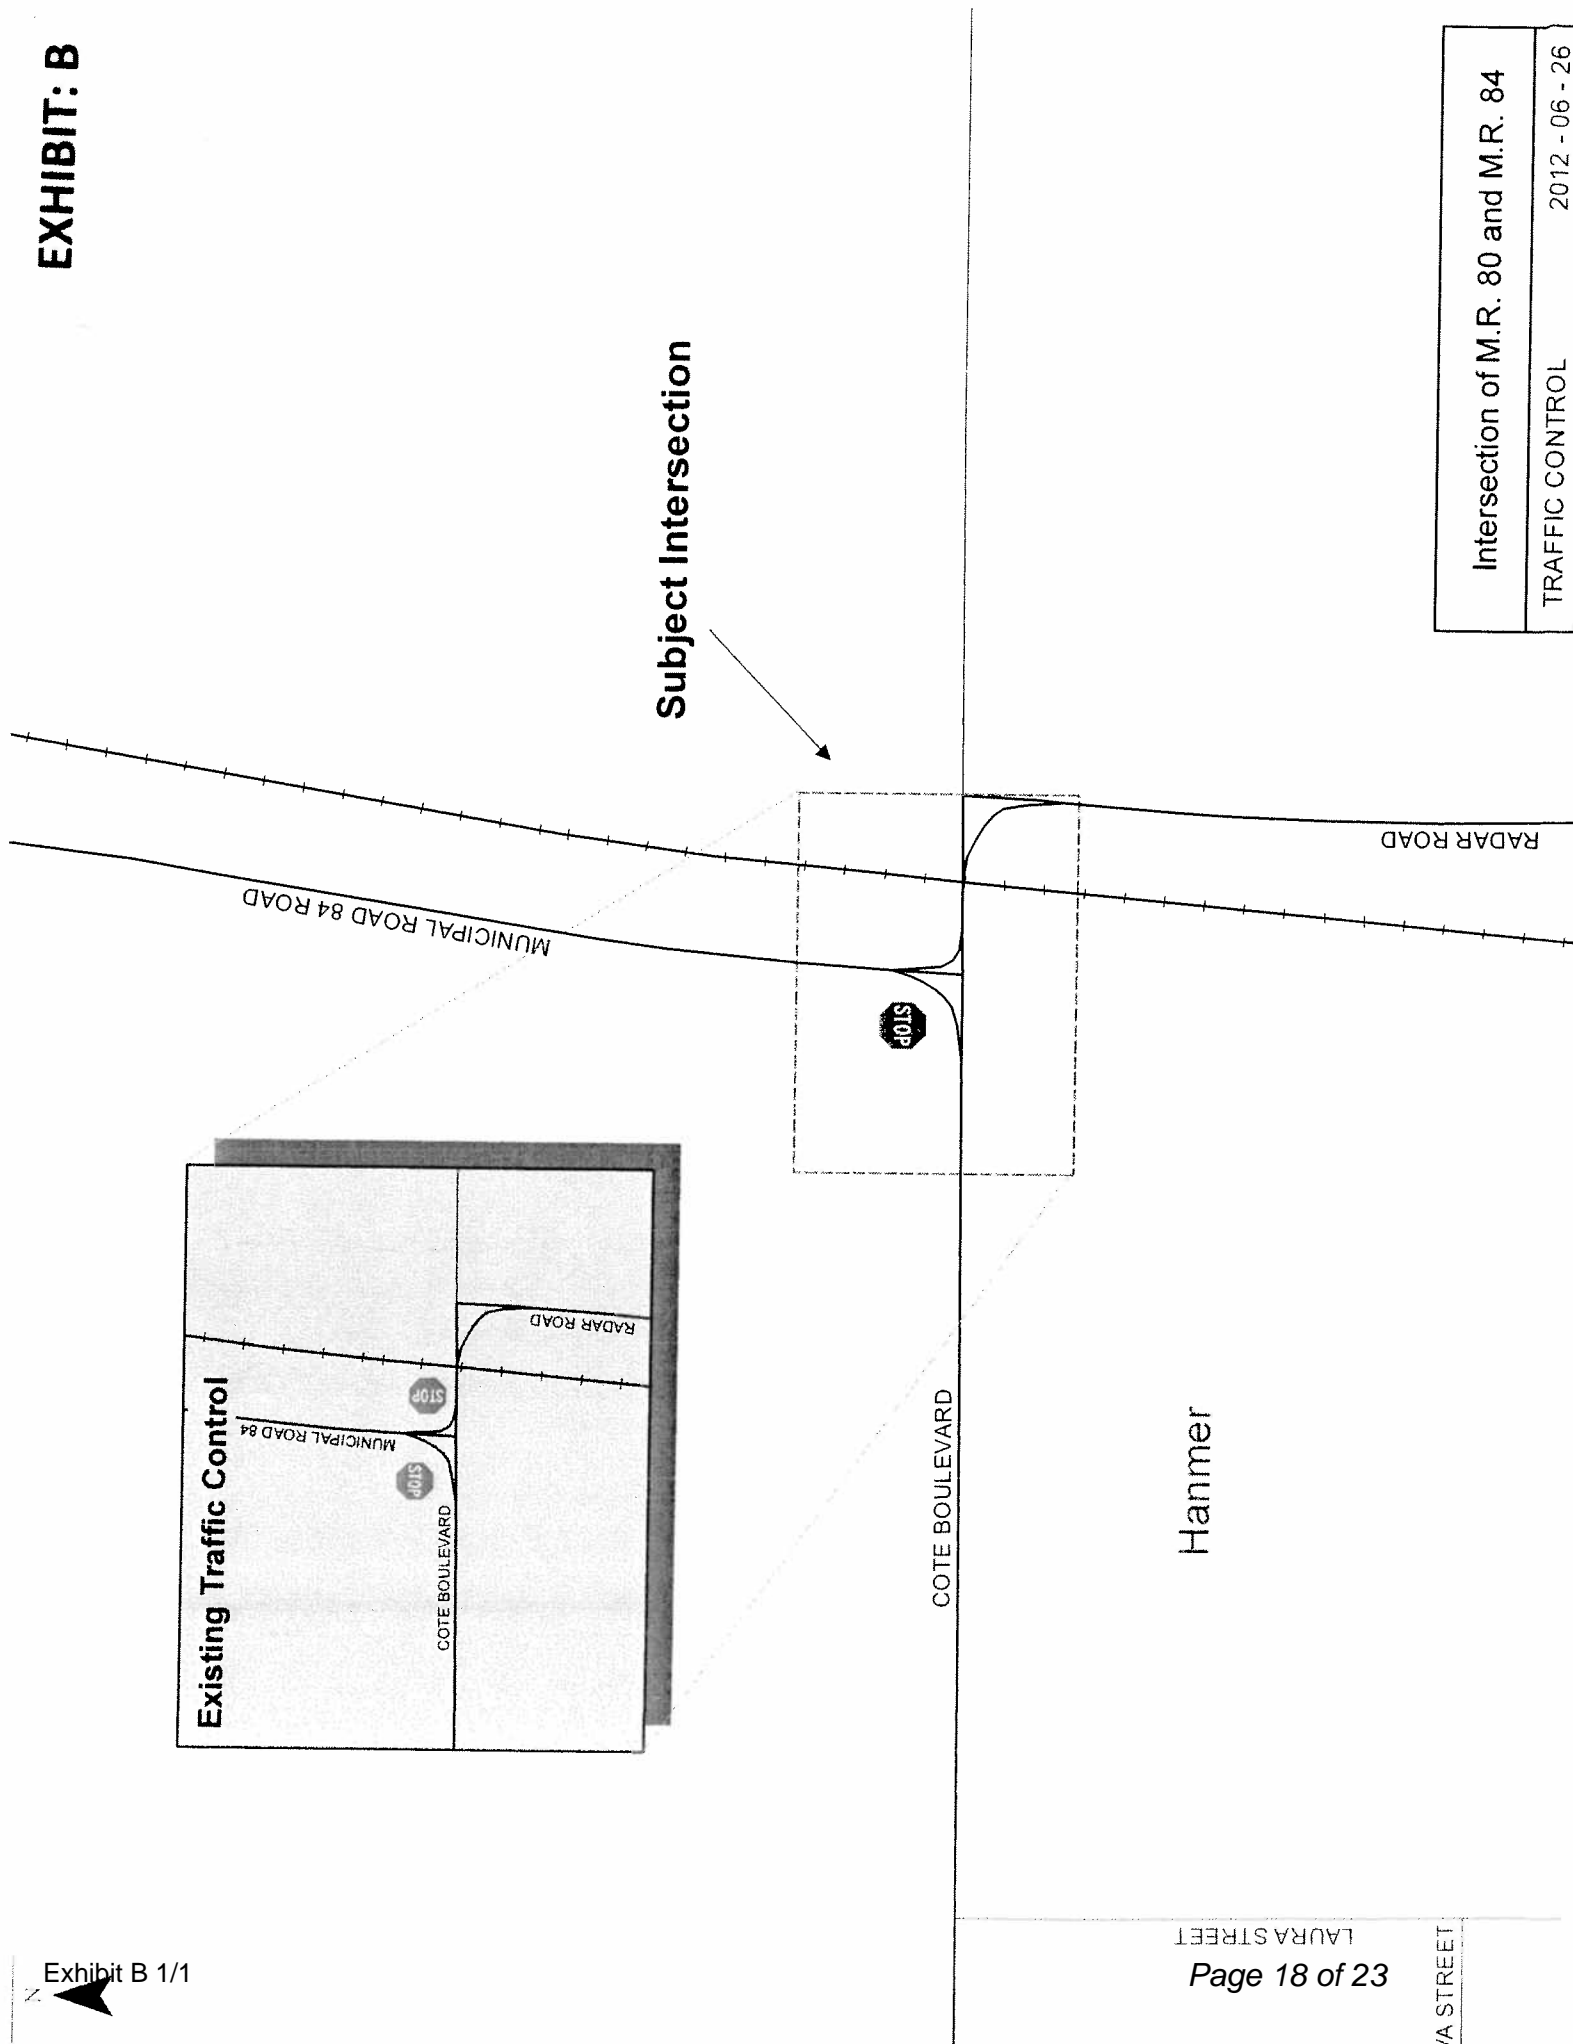 EXHIBIT: B
Subject Intersection
MUNICIPAL ROAD 84 ROAD
STOP
RADAR ROAD
COTE BOULEVARD
Existing Traffic Control
MUNICIPAL ROAD 84
STOP
STOP
RADAR ROAD
COTE BOULEVARD
Hanmer
LAURA STREET
STREET
Intersection of M.R. 80 and M.R. 84
TRAFFIC CONTROL 2012 - 06 - 26
N
Exhibit B 1/1
Page 18 of 23